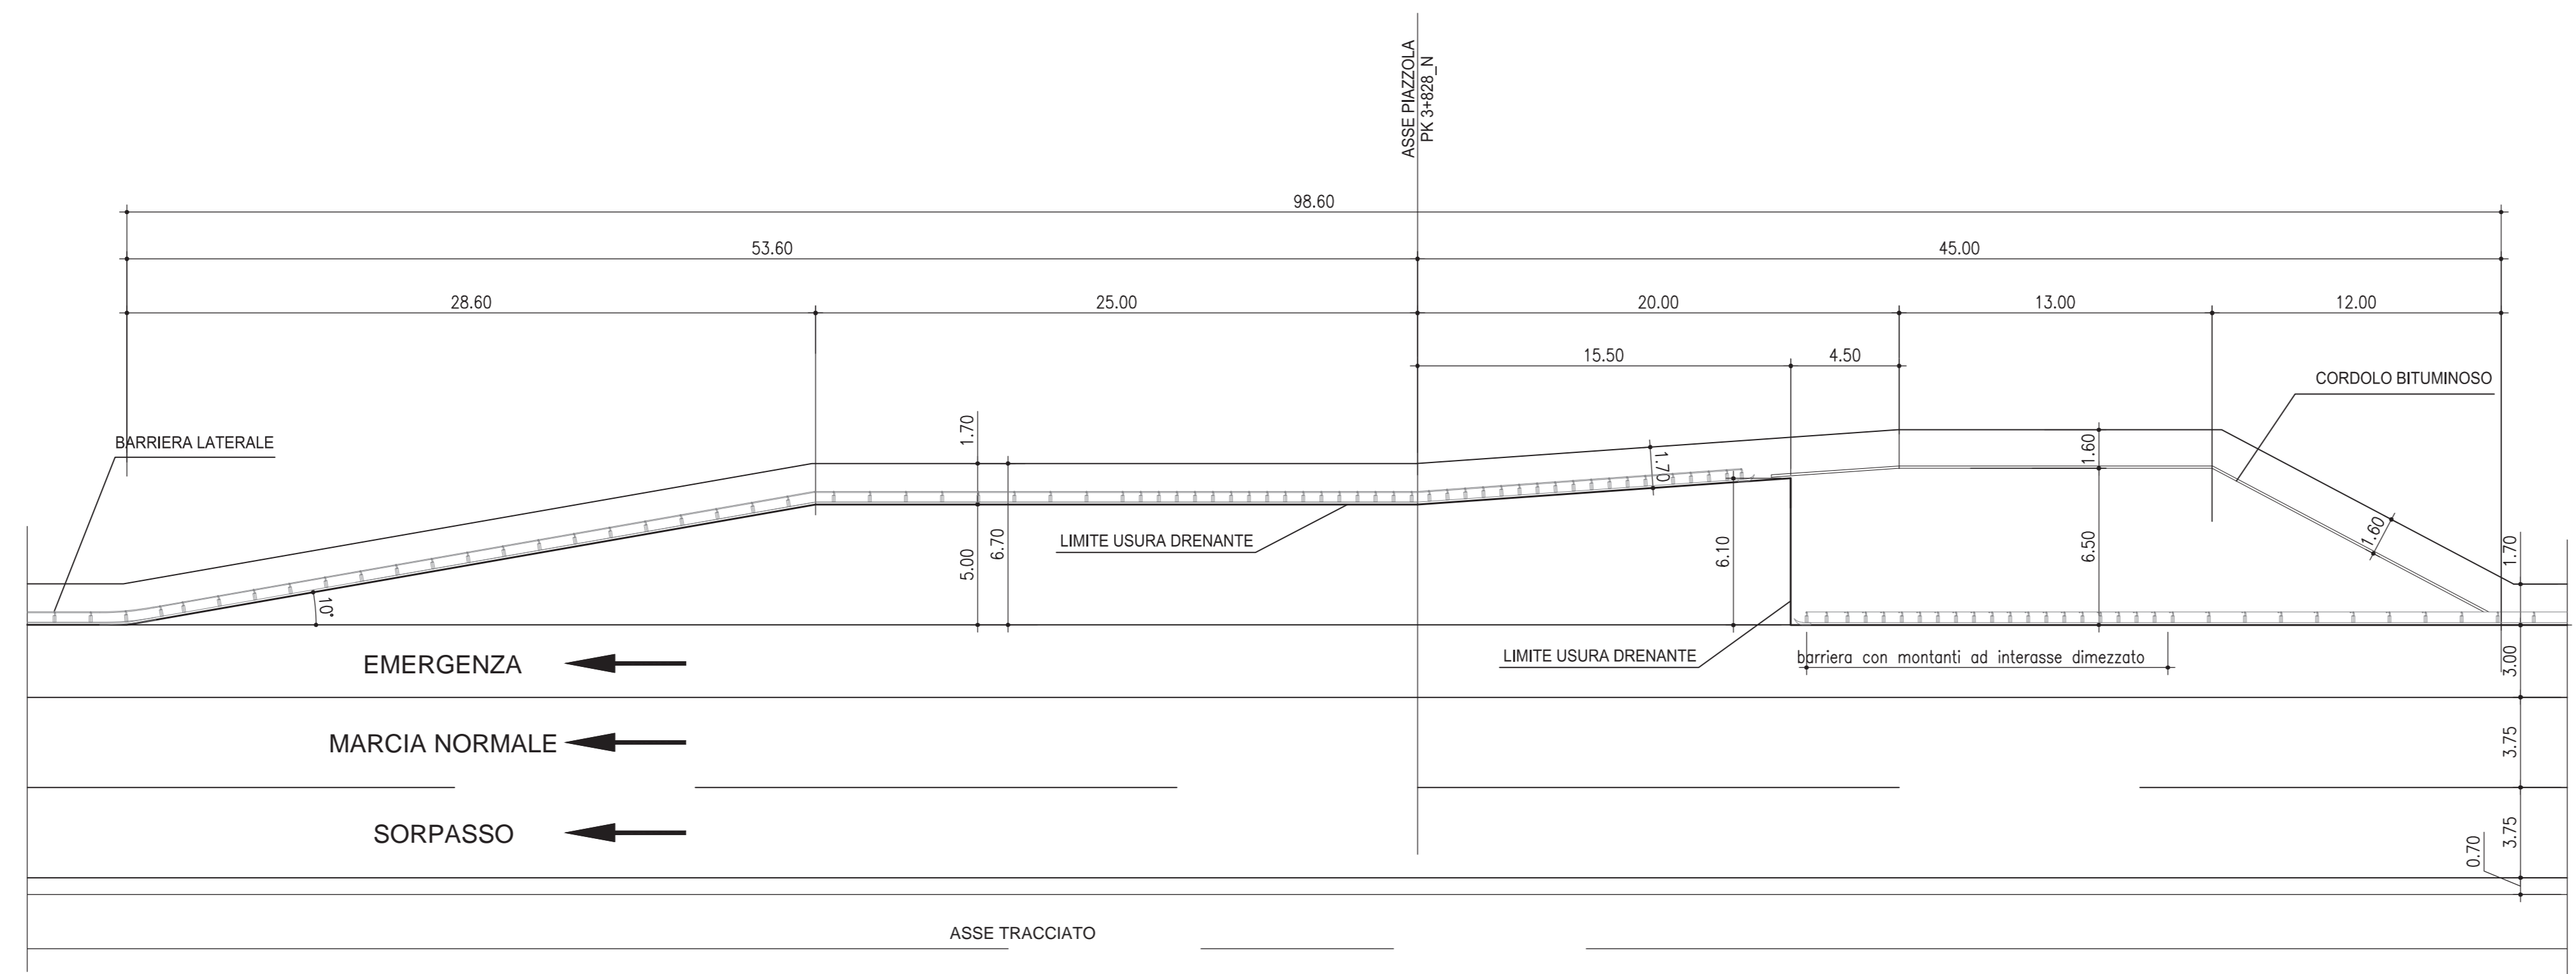 ASSE PIAZZOLA
PK 3+828_N
98.60
53.60
45.00
28.60
25.00
20.00
13.00
12.00
15.50
4.50
CORDOLO BITUMINOSO
BARRIERA LATERALE
1.70
1.70
1.60
1.60
1.70
LIMITE USURA DRENANTE
5.00
6.70
6.10
6.50
10°
EMERGENZA
LIMITE USURA DRENANTE
barriera con montanti ad interasse dimezzato
3.00
MARCIA NORMALE
3.75
SORPASSO
3.75
0.70
ASSE TRACCIATO